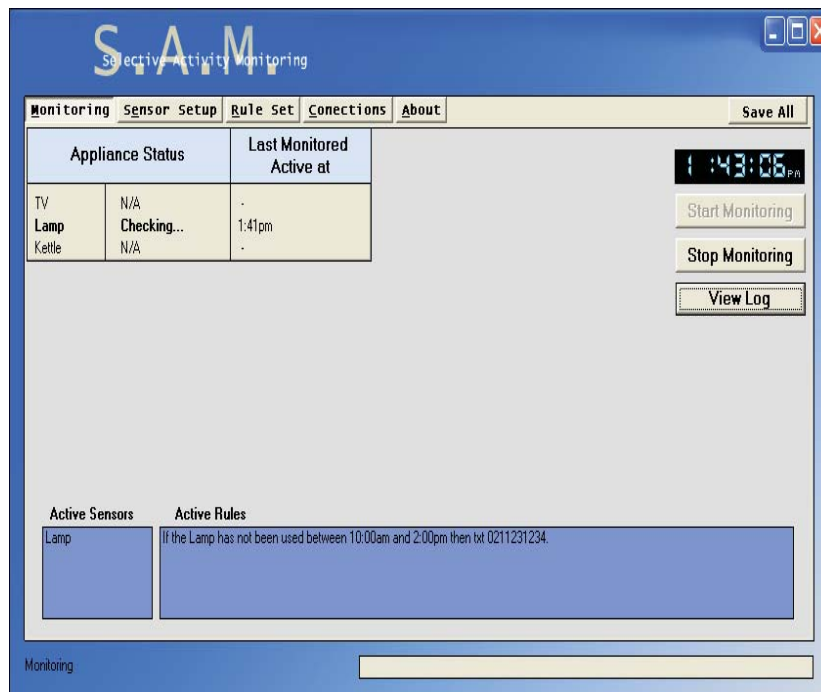 S.A.M.
Selective Activity Monitoring
Monitoring Sensor Setup Rule Set Conections About Save All
Appliance Status Last Monitored Active at
1:43:06 PM
TV N/A -
Lamp Checking... 1:41pm
Kettle N/A -
Start Monitoring
Stop Monitoring
View Log
Active Sensors Active Rules
Lamp If the Lamp has not been used between 10:00am and 2:00pm then txt 0211231234.
Monitoring